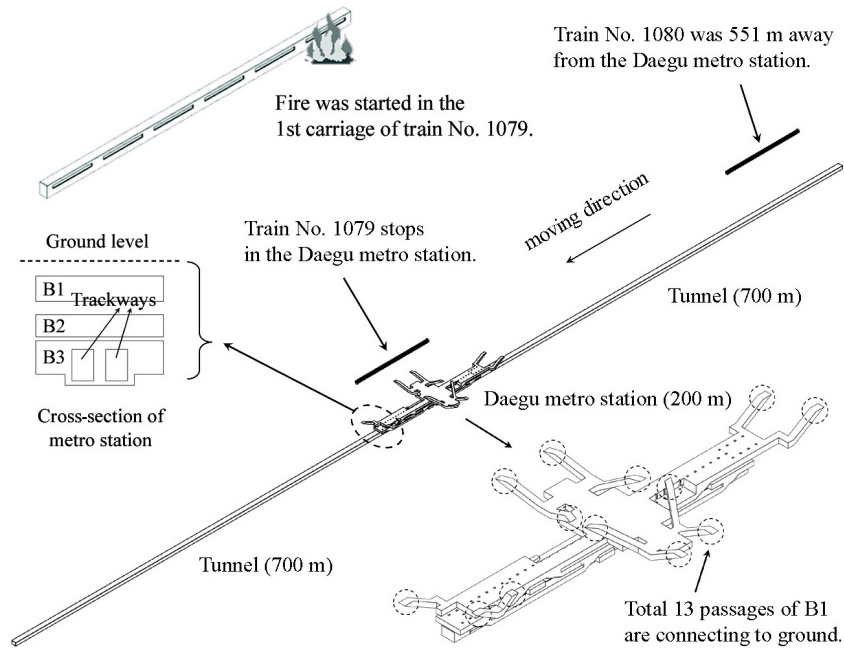 Train No. 1080 was 551 m away
from the Daegu metro station.
Fire was started in the
1st carriage of train No. 1079.
moving direction
Train No. 1079 stops
in the Daegu metro station.
Ground level
B1
Trackways
B2
B3
Cross-section of
metro station
Tunnel (700 m)
Daegu metro station (200 m)
Tunnel (700 m)
Total 13 passages of B1
are connecting to ground.